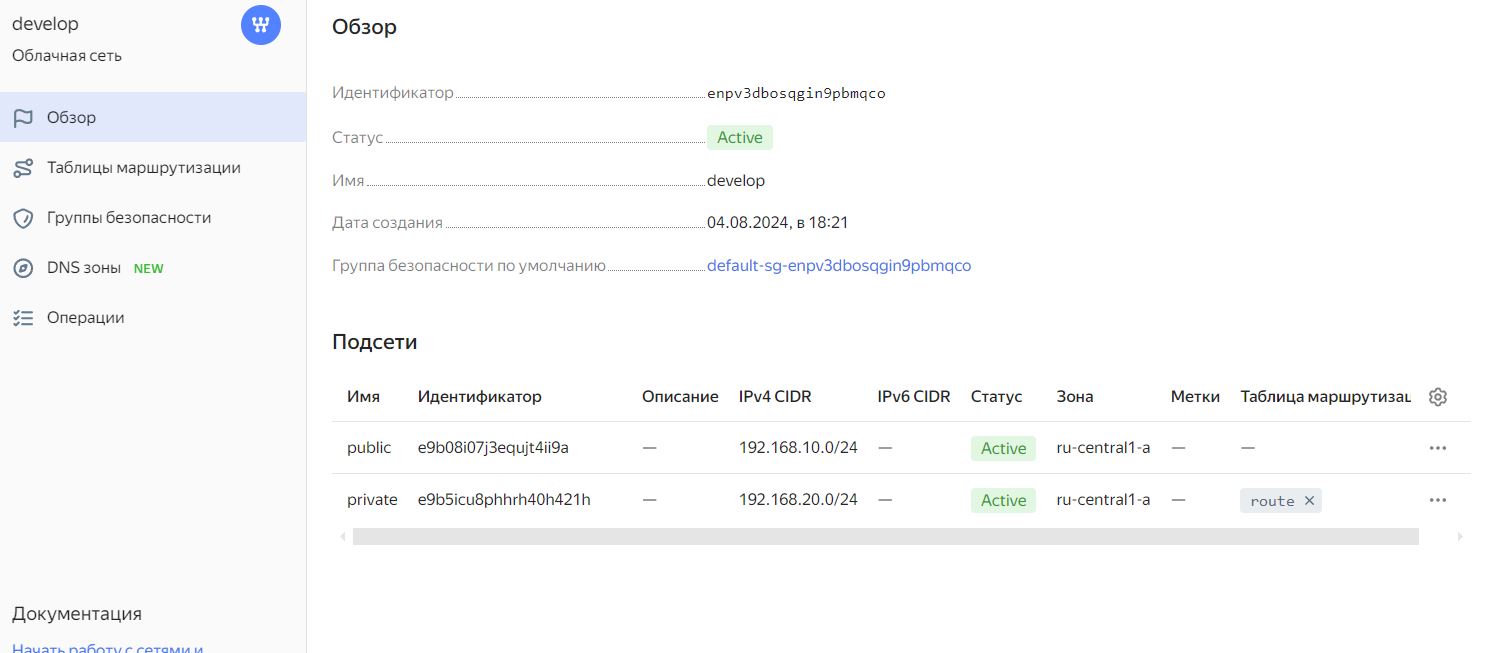 develop
Облачная сеть
Обзор
Таблицы маршрутизации
Группы безопасности
DNS зоны NEW
Операции
Документация
Начать работу с сетями и
Обзор
Идентификатор enpv3dbosqgin9pbmqco
Статус Active
Имя develop
Дата создания 04.08.2024, в 18:21
Группа безопасности по умолчанию default-sg-enpv3dbosqgin9pbmqco
Подсети
Имя Идентификатор Описание IPv4 CIDR IPv6 CIDR Статус Зона Метки Таблица маршрутизац
public e9b08i07j3equjt4ii9a — 192.168.10.0/24 — Active ru-central1-a — —
private e9b5icu8phhrh40h421h — 192.168.20.0/24 — Active ru-central1-a — route ×